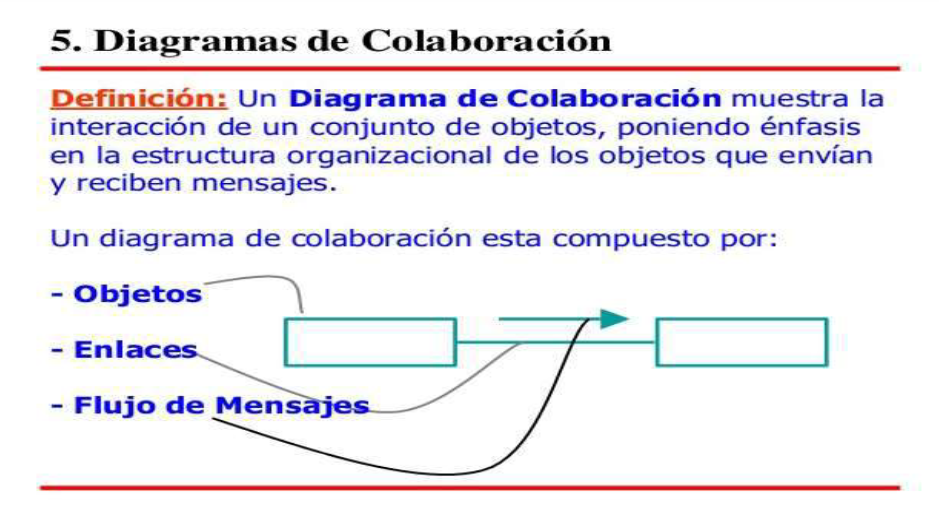 5. Diagramas de Colaboración
Definición: Un Diagrama de Colaboración muestra la
interacción de un conjunto de objetos, poniendo énfasis
en la estructura organizacional de los objetos que envían
y reciben mensajes.
Un diagrama de colaboración esta compuesto por:
- Objetos
- Enlaces
- Flujo de Mensajes